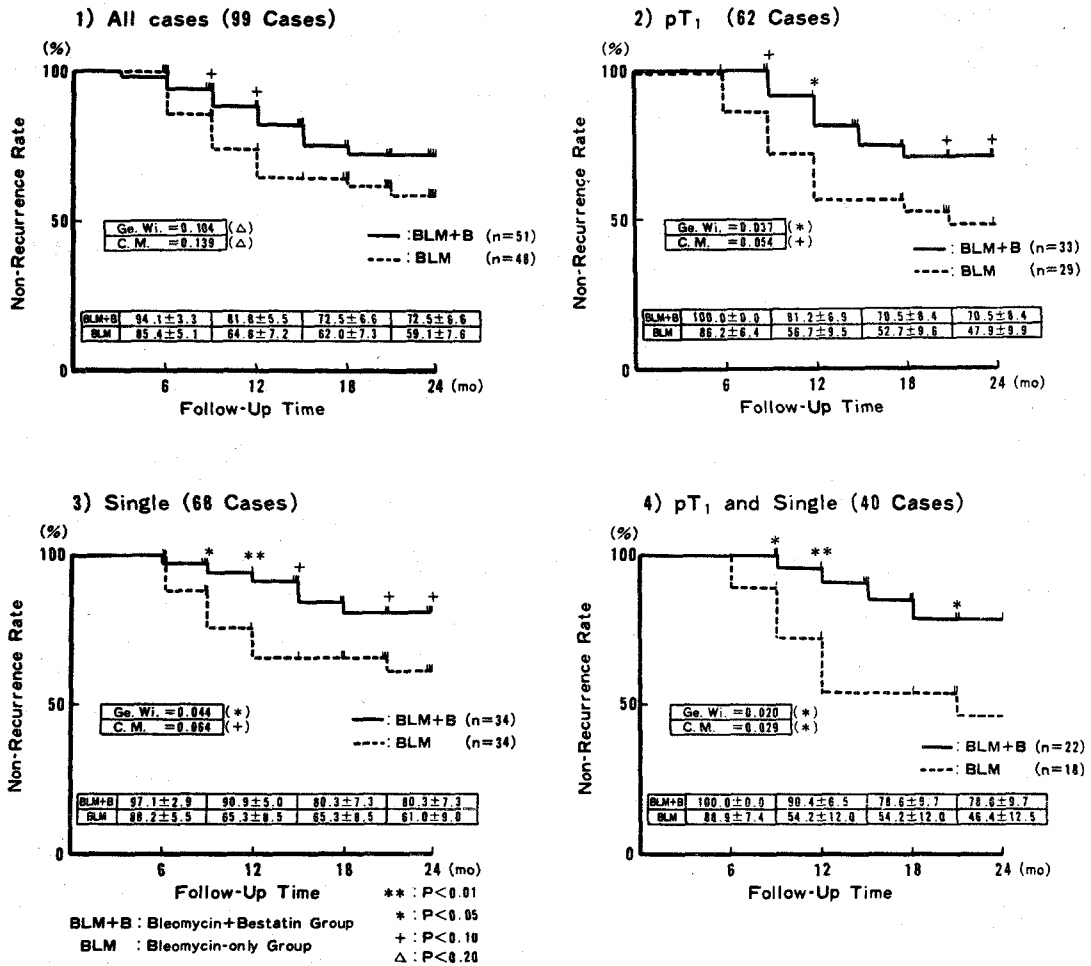 1) All cases (99 Cases)
(%)
100
50
0
Non-Recurrence Rate
+
+
Ge. Wi. =0.104 (△)
C. M. =0.139 (△)
: BLM+B (n=51)
: BLM (n=48)
BLM+B 94.1±3.3 81.8±5.5 72.5±6.6 72.5±6.6
BLM 85.4±5.1 64.6±7.2 62.0±7.3 59.1±7.6
6 12 18 24 (mo)
Follow-Up Time
2) pT₁ (62 Cases)
(%)
100
50
0
Non-Recurrence Rate
+
*
+
+
Ge. Wi. =0.037 (*)
C. M. =0.054 (+)
: BLM+B (n=33)
: BLM (n=29)
BLM+B 100.0±0.0 81.2±6.9 70.5±8.4 70.5±8.4
BLM 86.2±6.4 56.7±9.5 52.7±9.6 47.9±9.9
6 12 18 24 (mo)
Follow-Up Time
3) Single (68 Cases)
(%)
100
50
0
Non-Recurrence Rate
*
**
+
+
+
Ge. Wi. =0.044 (*)
C. M. =0.064 (+)
: BLM+B (n=34)
: BLM (n=34)
BLM+B 97.1±2.9 90.9±5.0 80.3±7.3 80.3±7.3
BLM 88.2±5.5 65.3±8.5 65.3±8.5 61.0±9.0
6 12 18 24 (mo)
Follow-Up Time
4) pT₁ and Single (40 Cases)
(%)
100
50
0
Non-Recurrence Rate
*
**
*
Ge. Wi. =0.020 (*)
C. M. =0.029 (*)
: BLM+B (n=22)
: BLM (n=18)
BLM+B 100.0±0.0 90.4±6.5 78.6±9.7 78.6±9.7
BLM 88.9±7.4 54.2±12.0 54.2±12.0 46.4±12.5
6 12 18 24 (mo)
Follow-Up Time
BLM+B : Bleomycin+Bestatin Group
BLM : Bleomycin-only Group
** : P<0.01
* : P<0.05
+ : P<0.10
△ : P<0.20